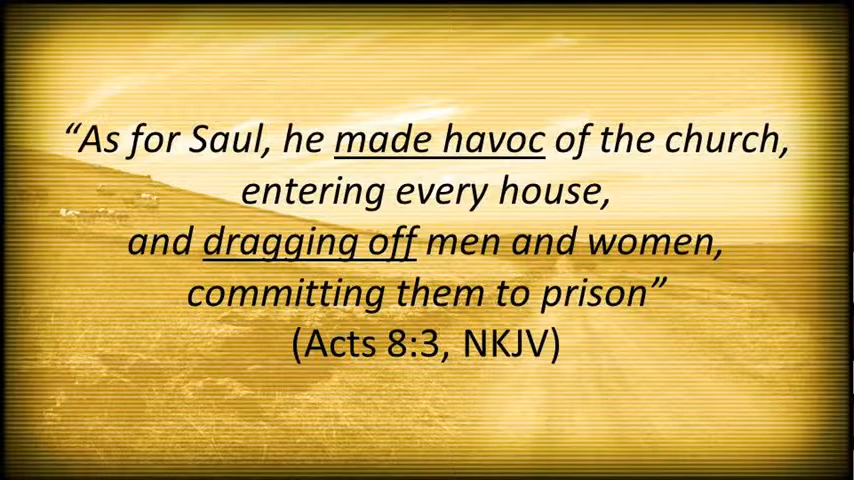 “As for Saul, he made havoc of the church,
entering every house,
and dragging off men and women,
committing them to prison”
(Acts 8:3, NKJV)